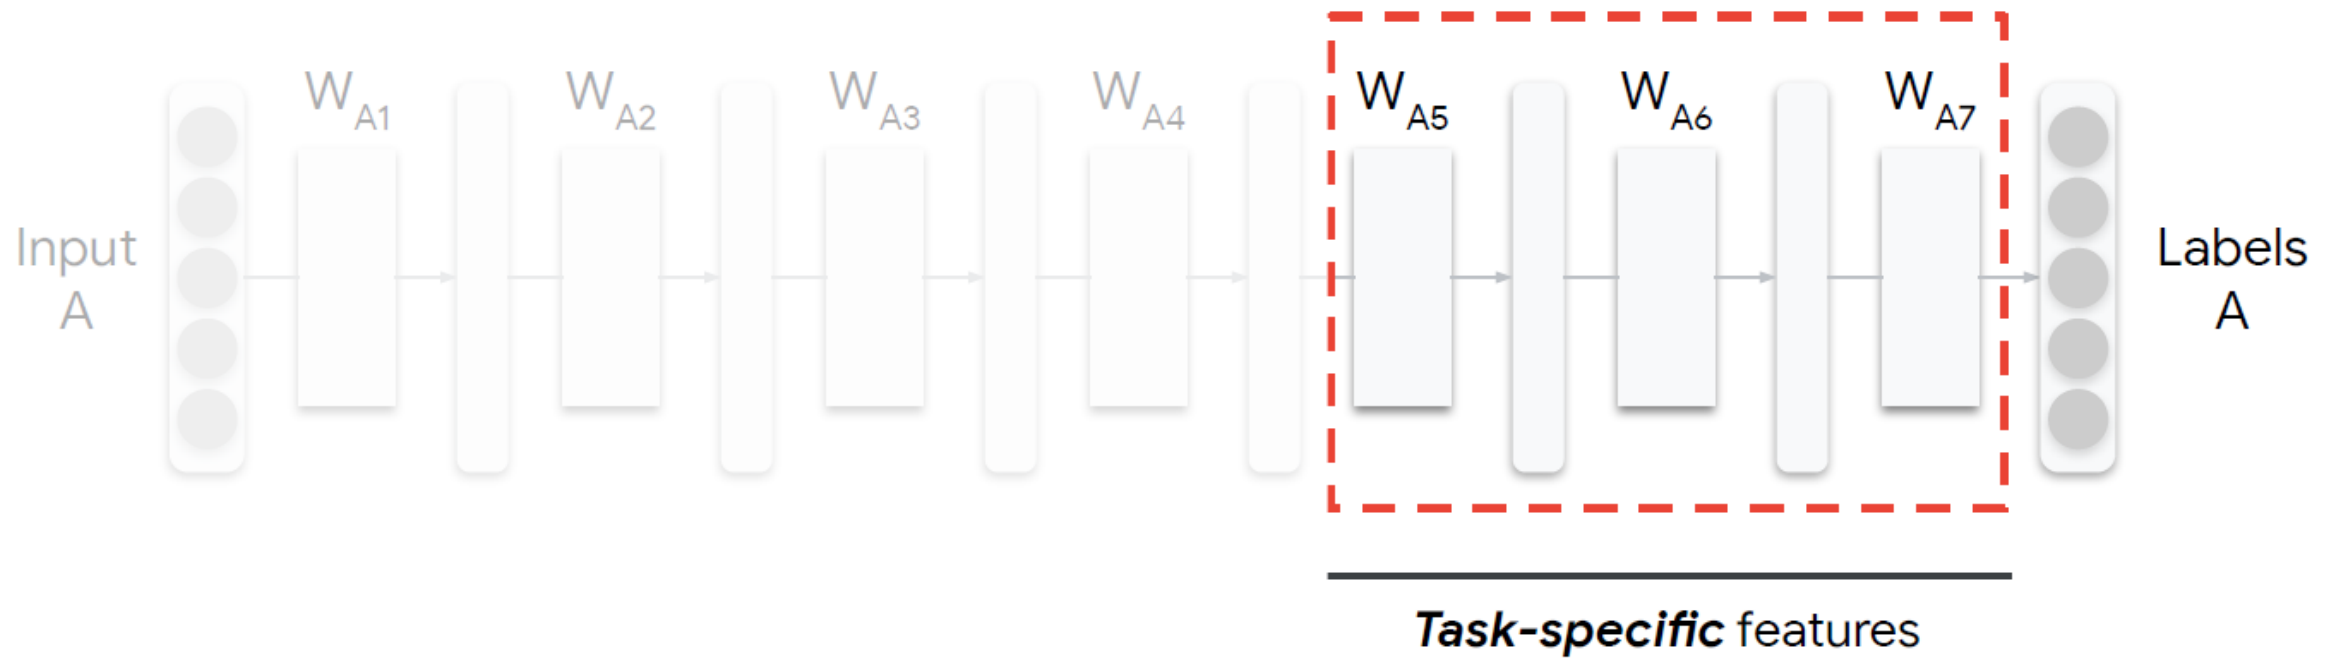 W A1
W A2
W A3
W A4
W A5
W A6
W A7
Input
A
Labels
A
Task-specific features